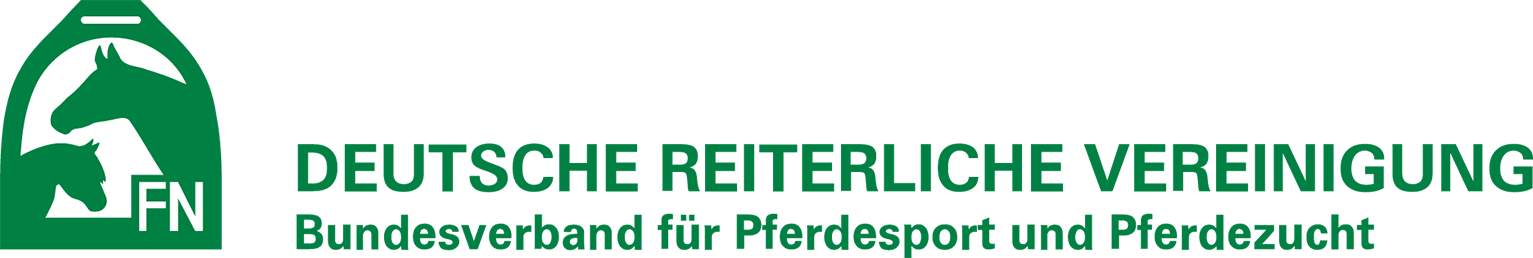 FN
DEUTSCHE REITERLICHE VEREINIGUNG
Bundesverband für Pferdesport und Pferdezucht